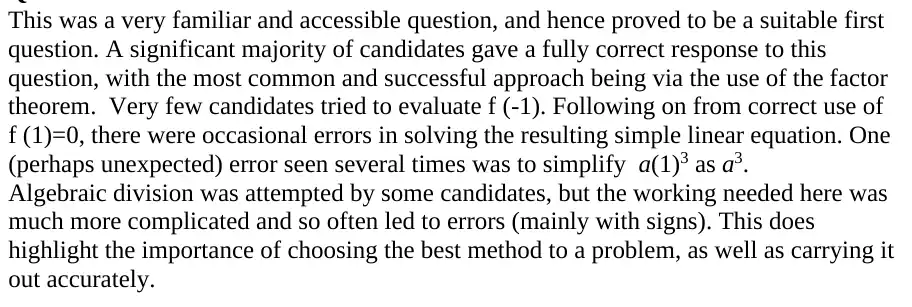 This was a very familiar and accessible question, and hence proved to be a suitable first
question. A significant majority of candidates gave a fully correct response to this
question, with the most common and successful approach being via the use of the factor
theorem.  Very few candidates tried to evaluate f (-1). Following on from correct use of
f (1)=0, there were occasional errors in solving the resulting simple linear equation. One
(perhaps unexpected) error seen several times was to simplify  a(1)³ as a³.
Algebraic division was attempted by some candidates, but the working needed here was
much more complicated and so often led to errors (mainly with signs). This does
highlight the importance of choosing the best method to a problem, as well as carrying it
out accurately.